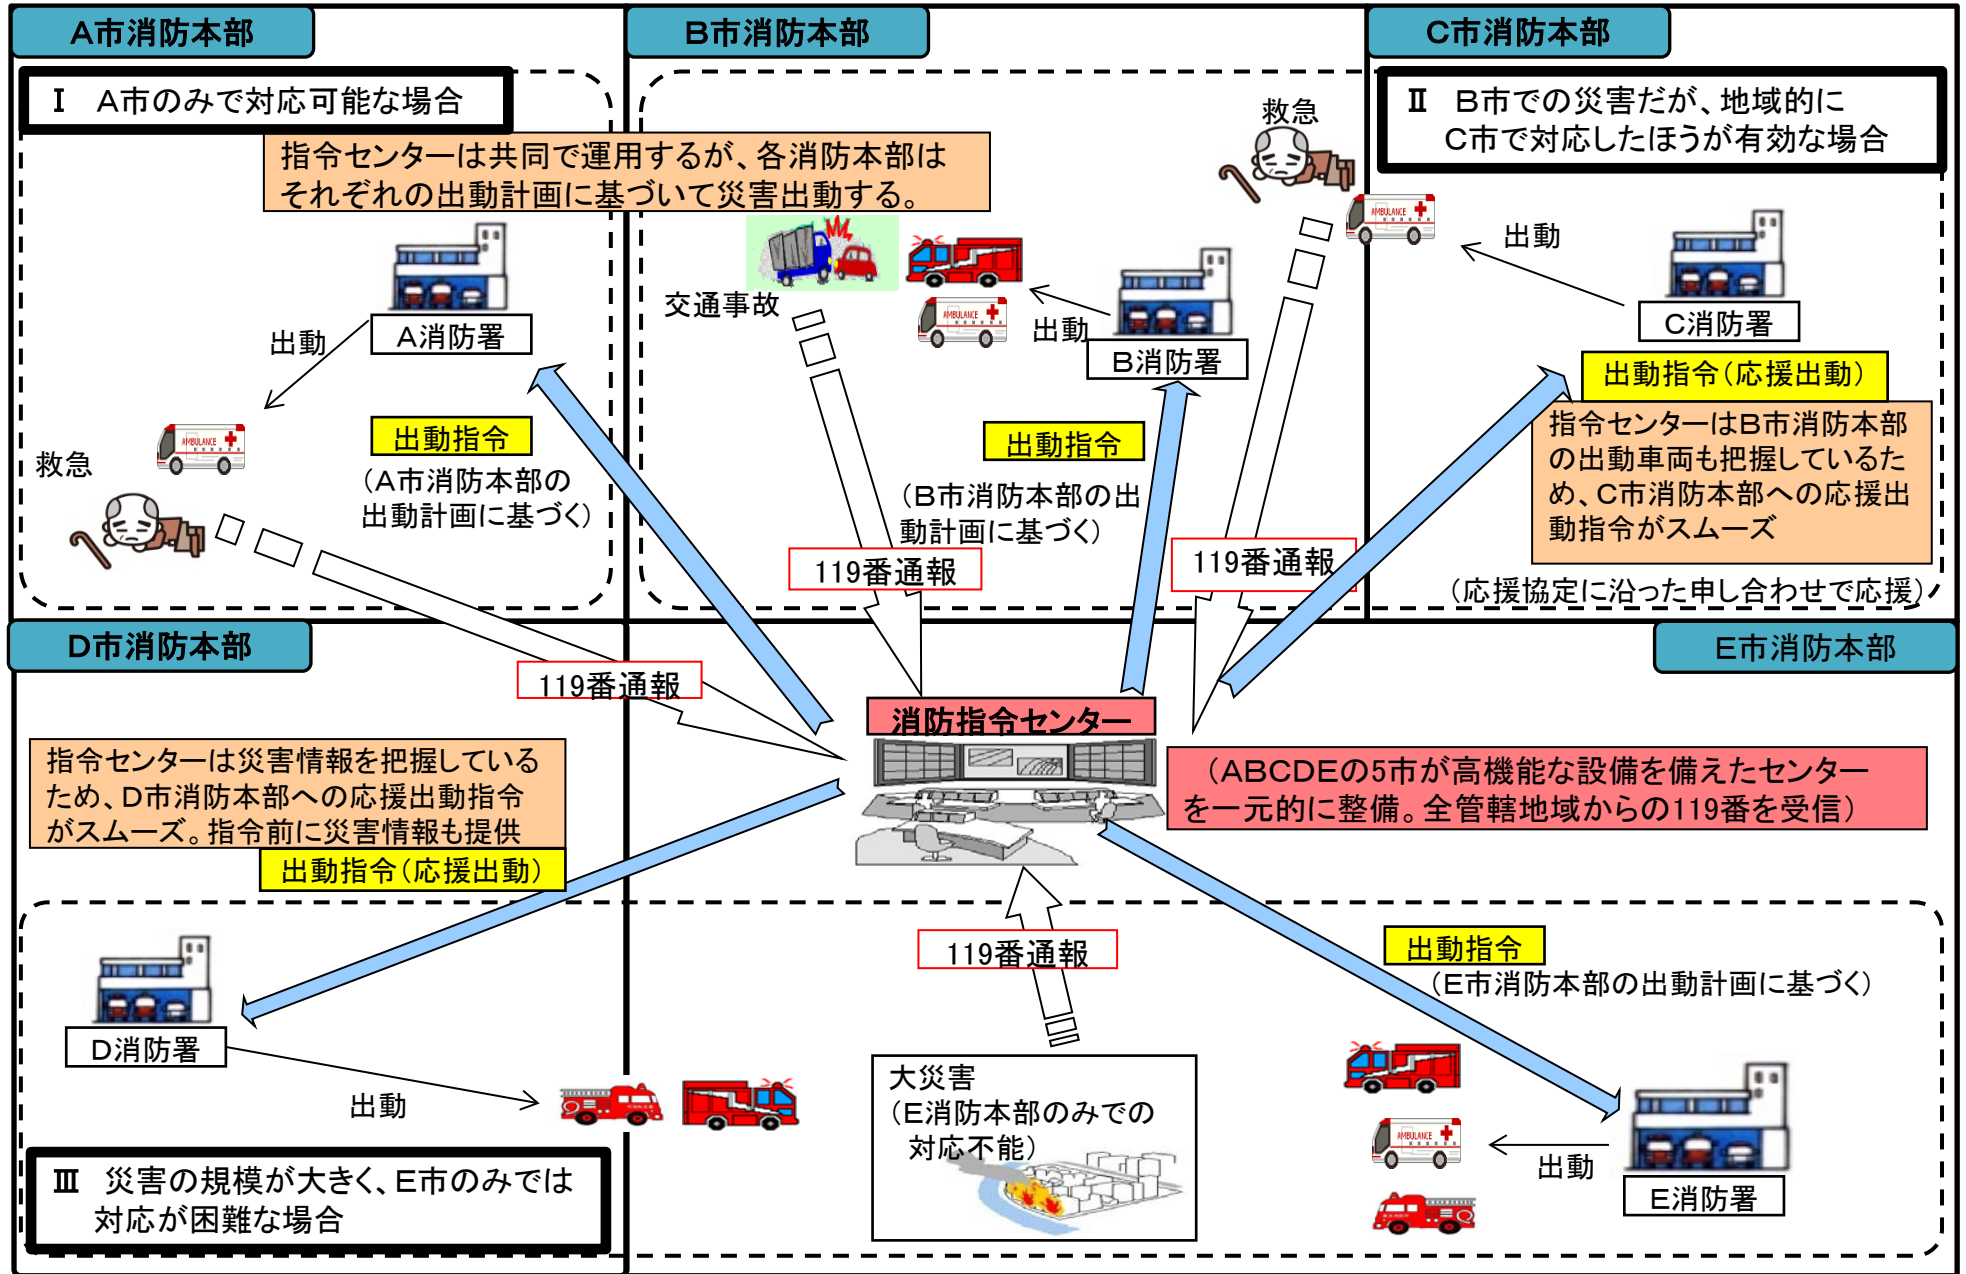 A市消防本部
Ⅰ　A市のみで対応可能な場合
指令センターは共同で運用するが、各消防本部は
それぞれの出動計画に基づいて災害出動する。
A消防署
出動
AMBULANCE
救急
出動指令
（A市消防本部の
出動計画に基づく）
119番通報
B市消防本部
救急
交通事故
AMBULANCE
出動
B消防署
出動指令
（B市消防本部の出
動計画に基づく）
119番通報
119番通報
C市消防本部
Ⅱ　B市での災害だが、地域的に
C市で対応したほうが有効な場合
AMBULANCE
出動
C消防署
出動指令（応援出動）
指令センターはB市消防本部
の出動車両も把握しているた
め、C市消防本部への応援出
動指令がスムーズ
（応援協定に沿った申し合わせで応援）
D市消防本部
指令センターは災害情報を把握している
ため、D市消防本部への応援出動指令
がスムーズ。指令前に災害情報も提供
出動指令（応援出動）
D消防署
出動
Ⅲ　災害の規模が大きく、E市のみでは
対応が困難な場合
E市消防本部
消防指令センター
（ABCDEの5市が高機能な設備を備えたセンター
を一元的に整備。全管轄地域からの119番を受信）
119番通報
大災害
（E消防本部のみでの
対応不能）
出動指令
（E市消防本部の出動計画に基づく）
AMBULANCE
出動
E消防署